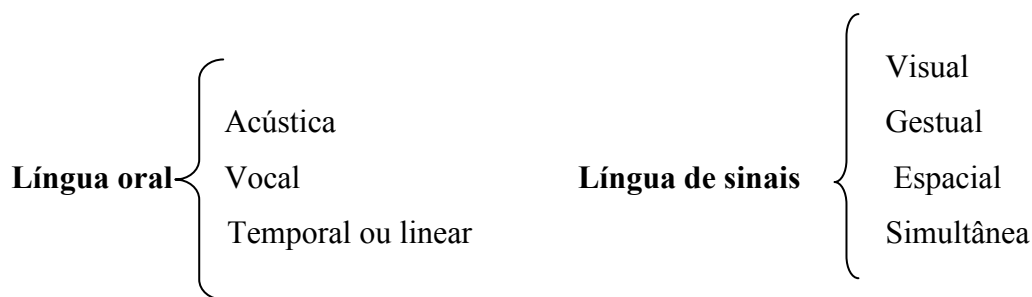 Língua oral
Acústica
Vocal
Temporal ou linear
Língua de sinais
Visual
Gestual
Espacial
Simultânea